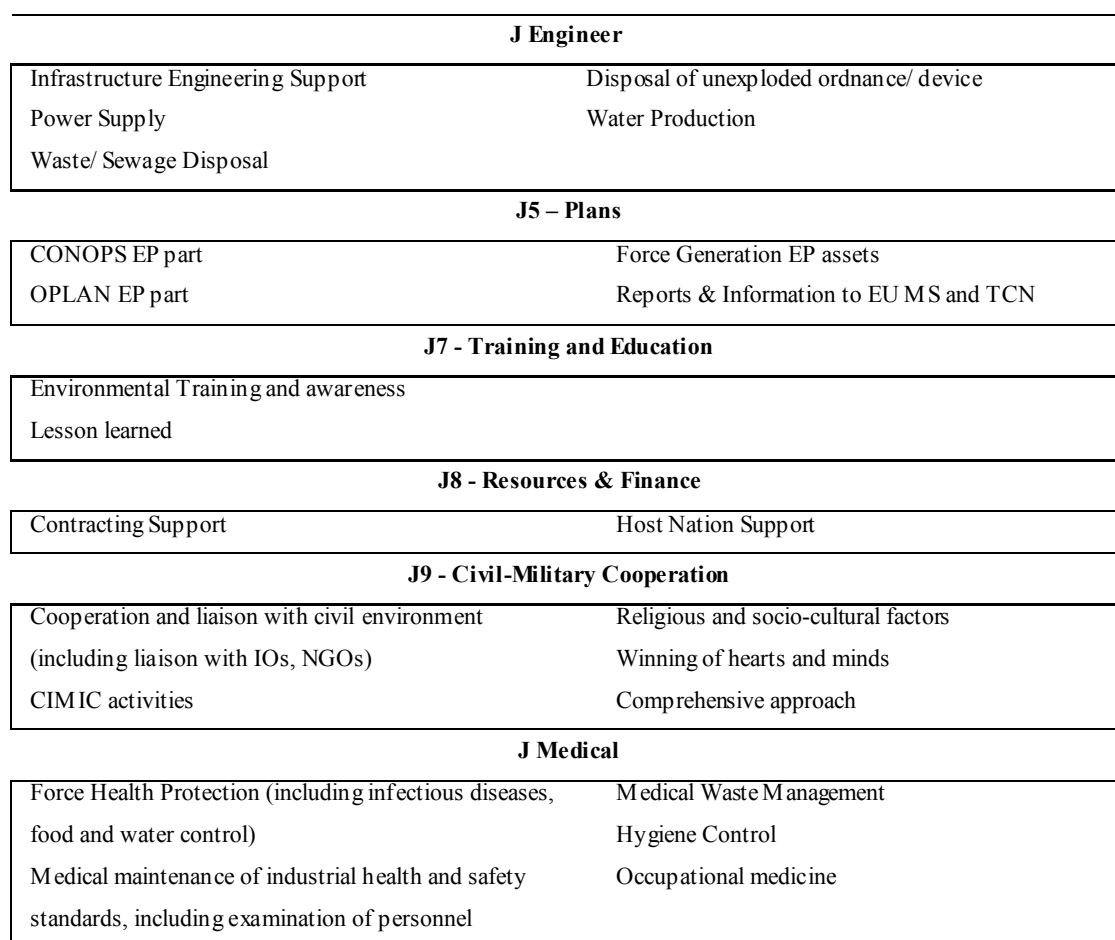 J Engineer
Infrastructure Engineering Support
Power Supply
Waste/ Sewage Disposal
Disposal of unexploded ordnance/ device
Water Production
J5 – Plans
CONOPS EP part
OPLAN EP part
Force Generation EP assets
Reports & Information to EU MS and TCN
J7 - Training and Education
Environmental Training and awareness
Lesson learned
J8 - Resources & Finance
Contracting Support
Host Nation Support
J9 - Civil-Military Cooperation
Cooperation and liaison with civil environment
(including liaison with IOs, NGOs)
CIMIC activities
Religious and socio-cultural factors
Winning of hearts and minds
Comprehensive approach
J Medical
Force Health Protection (including infectious diseases,
food and water control)
Medical maintenance of industrial health and safety
standards, including examination of personnel
Medical Waste Management
Hygiene Control
Occupational medicine